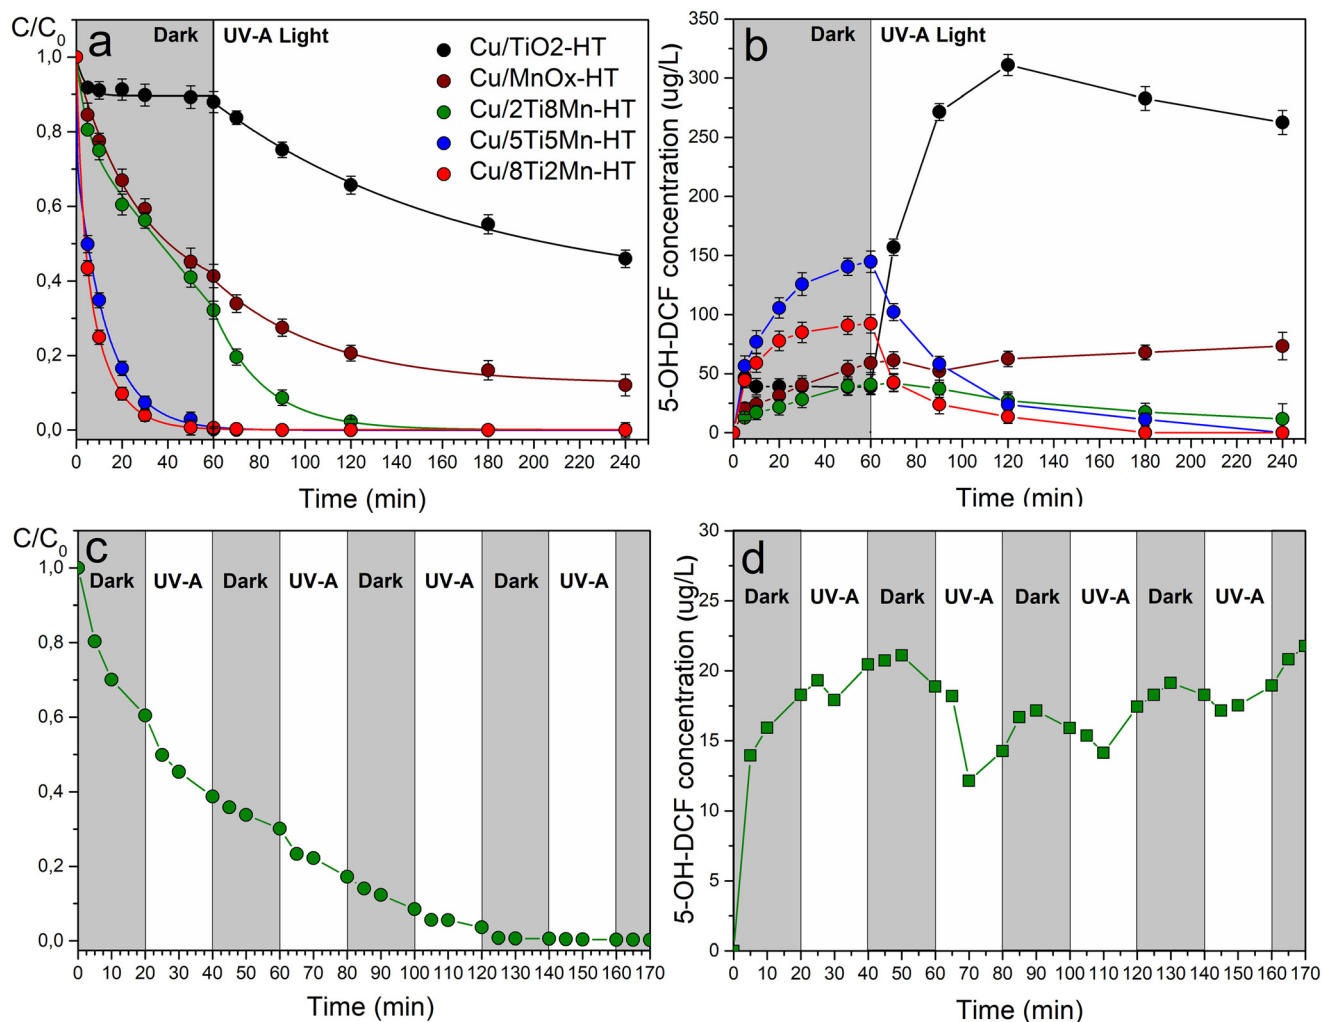 C/C0
a
Dark
UV-A Light
Cu/TiO2-HT
Cu/MnOx-HT
Cu/2Ti8Mn-HT
Cu/5Ti5Mn-HT
Cu/8Ti2Mn-HT
1,0
0,8
0,6
0,4
0,2
0,0
0 20 40 60 80 100 120 140 160 180 200 220 240
Time (min)
b
Dark
UV-A Light
5-OH-DCF concentration (ug/L)
350
300
250
200
150
100
50
0
0 20 40 60 80 100 120 140 160 180 200 220 240
Time (min)
C/C0
c
Dark UV-A Dark UV-A Dark UV-A Dark UV-A
1,0
0,8
0,6
0,4
0,2
0,0
0 10 20 30 40 50 60 70 80 90 100 110 120 130 140 150 160 170
Time (min)
d
Dark UV-A Dark UV-A Dark UV-A Dark UV-A
5-OH-DCF concentration (ug/L)
30
25
20
15
10
5
0
0 10 20 30 40 50 60 70 80 90 100 110 120 130 140 150 160 170
Time (min)